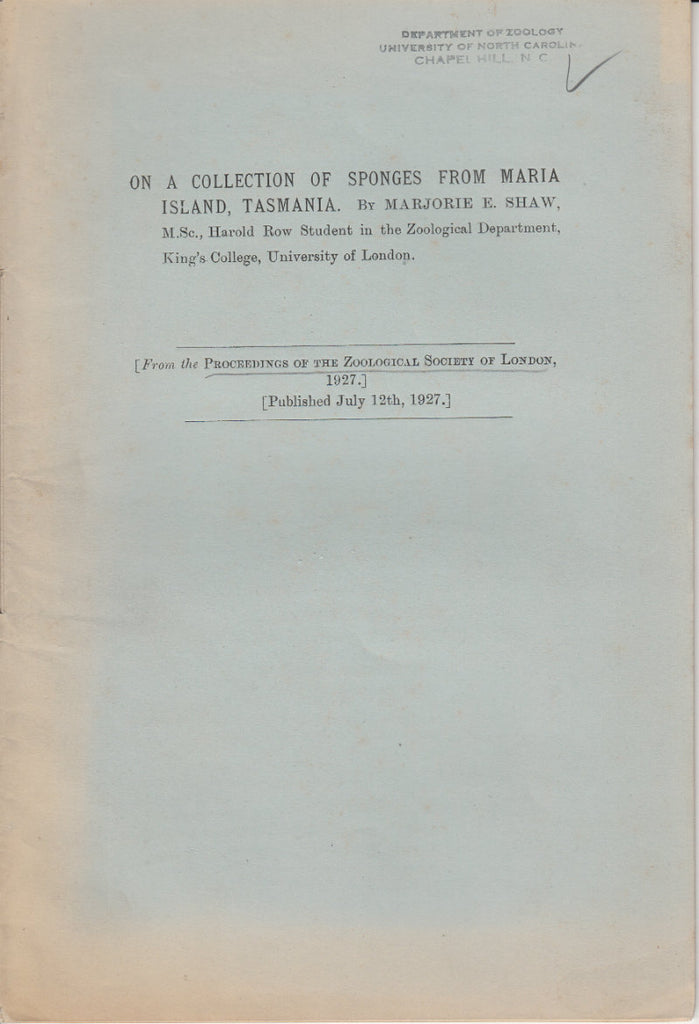 DEPARTMENT OF ZOOLOGY
UNIVERSITY OF NORTH CAROLIN
CHAPEL HILL, N C
ON A COLLECTION OF SPONGES FROM MARIA
ISLAND, TASMANIA. By MARJORIE E. SHAW,
M.Sc., Harold Row Student in the Zoological Department,
King's College, University of London.
[From the Proceedings of the Zoological Society of London,
1927.]
[Published July 12th, 1927.]